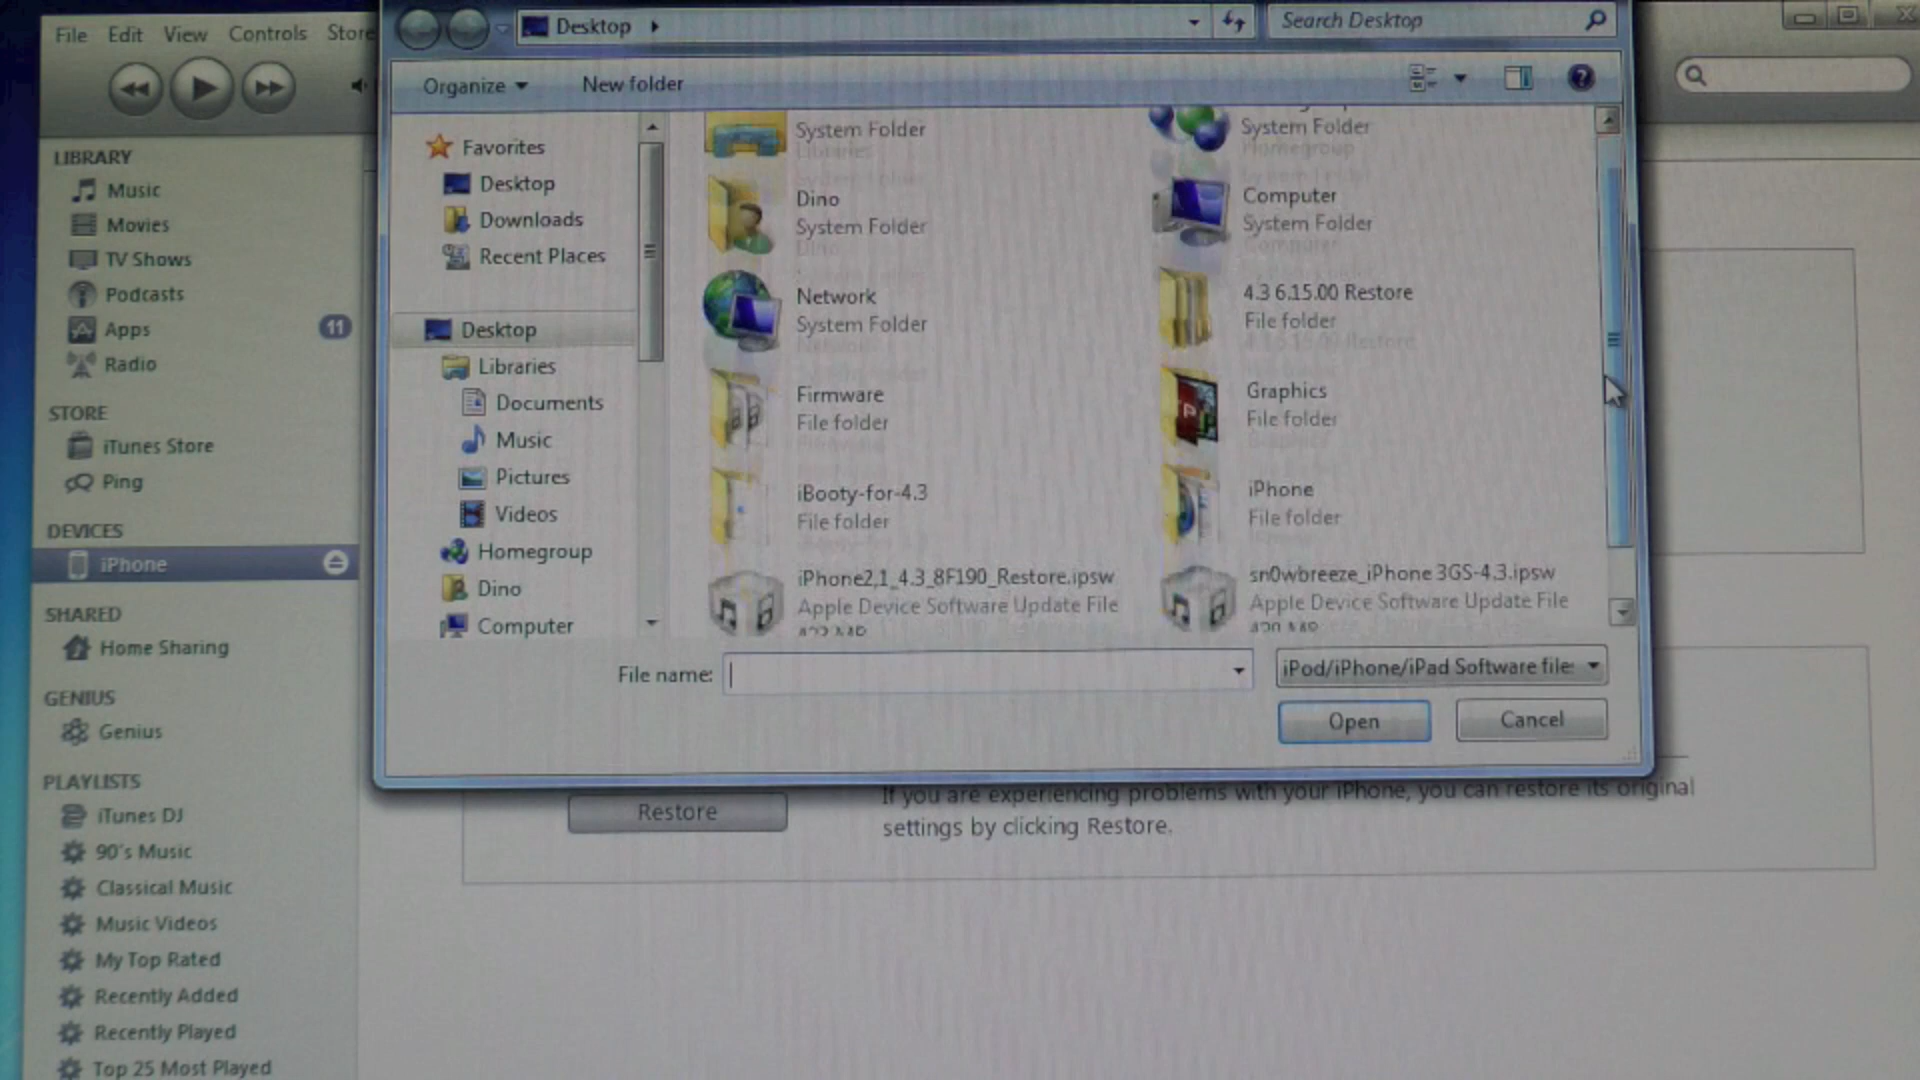 File Edit View Controls Store
Desktop
Search Desktop
Organize
New folder
LIBRARY
Music
Movies
TV Shows
Podcasts
Apps 11
Radio
STORE
iTunes Store
Ping
DEVICES
iPhone
SHARED
Home Sharing
GENIUS
Genius
PLAYLISTS
iTunes DJ
90's Music
Classical Music
Music Videos
My Top Rated
Recently Added
Recently Played
Top 25 Most Played
Favorites
Desktop
Downloads
Recent Places
Desktop
Libraries
Documents
Music
Pictures
Videos
Homegroup
Dino
Computer
System Folder
System Folder
Dino
System Folder
Computer
System Folder
Network
System Folder
4.3 6.15.00 Restore
File folder
Firmware
File folder
Graphics
File folder
iBooty-for-4.3
File folder
iPhone
File folder
iPhone2,1_4.3_8F190_Restore.ipsw
Apple Device Software Update File
sn0wbreeze_iPhone 3GS-4.3.ipsw
Apple Device Software Update File
File name:
iPod/iPhone/iPad Software file
Open
Cancel
Restore
If you are experiencing problems with your iPhone, you can restore its original
settings by clicking Restore.